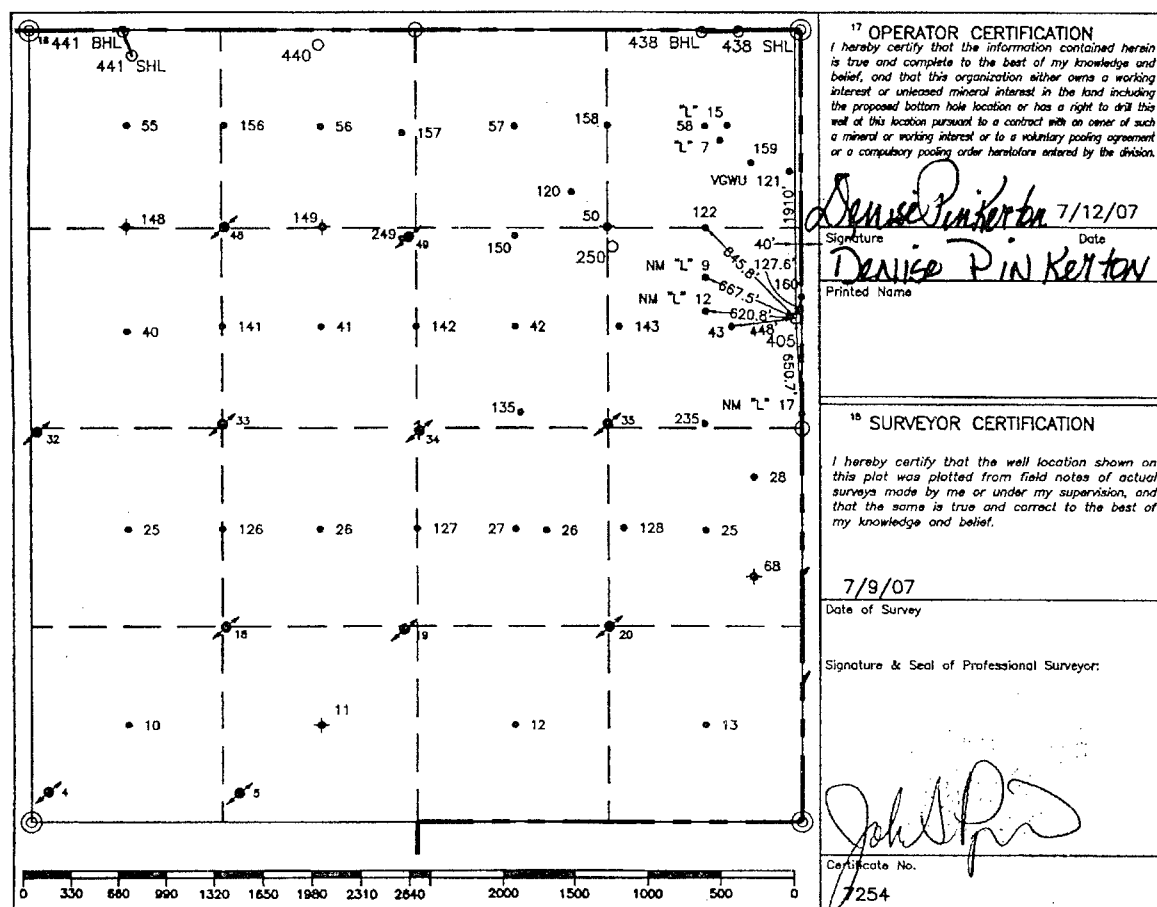 441 BHL
441 SHL
440
438 BHL
438 SHL
55
156
56
157
57
158
"L" 15
58
"L" 7
159
VGWU 121
120
148
48
149
249
49
150
50
250
122
1910'
40'
845.8'
127.6'
NM "L" 9
667.5'
160
NM "L" 12
620.8'
43
448'
405
40
141
41
142
42
143
650.7'
135
NM "L" 17
32
33
34
35
235
28
25
126
26
127
27
26
128
25
68
18
19
20
10
11
12
13
4
5
0 330 660 990 1320 1650 1980 2310 2640 2000 1500 1000 500 0
17 OPERATOR CERTIFICATION
I hereby certify that the information contained herein
is true and complete to the best of my knowledge and
belief, and that this organization either owns a working
interest or unleased mineral interest in the land including
the proposed bottom hole location or has a right to drill this
well at this location pursuant to a contract with an owner of such
a mineral or working interest or to a voluntary pooling agreement
or a compulsory pooling order heretofore entered by the division.
Denise Pinkerton 7/12/07
Signature Date
Denise Pinkerton
Printed Name
18 SURVEYOR CERTIFICATION
I hereby certify that the well location shown on
this plat was plotted from field notes of actual
surveys made by me or under my supervision, and
that the same is true and correct to the best of
my knowledge and belief.
7/9/07
Date of Survey
Signature & Seal of Professional Surveyor:
Certificate No.
7254